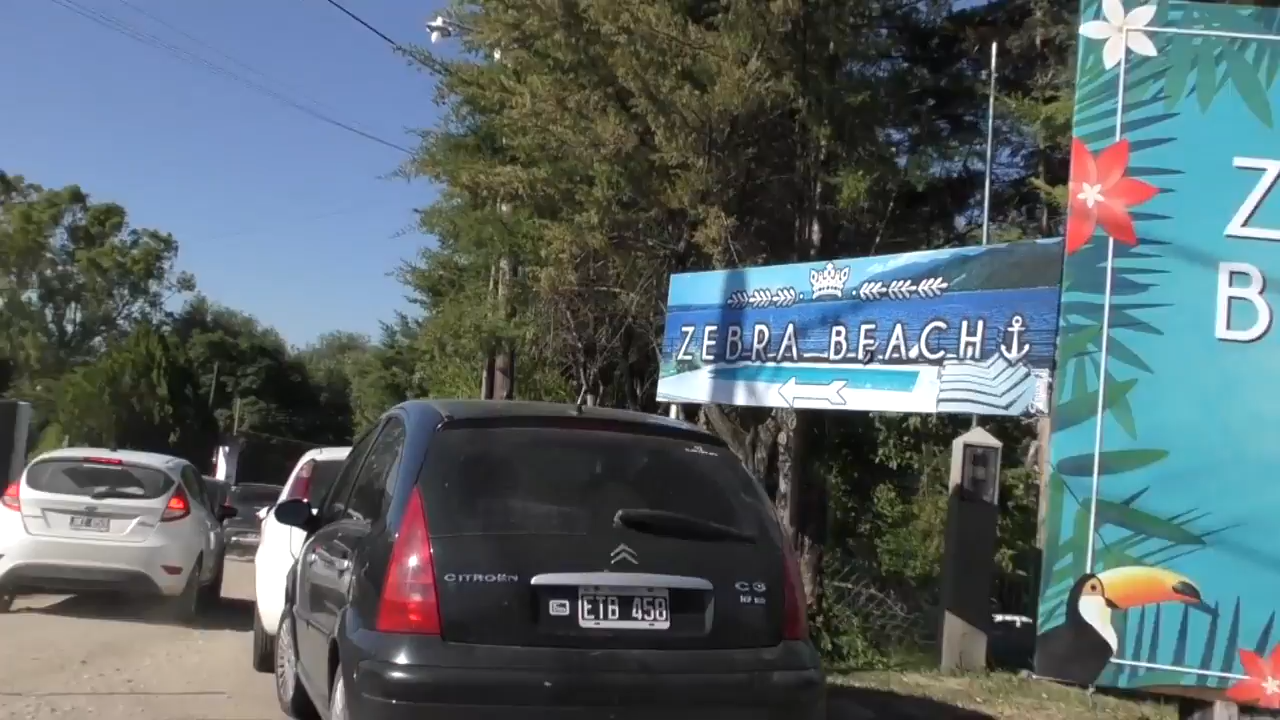 ZEBRA BEACH
Z
B
CITROËN
C3
ETB 458